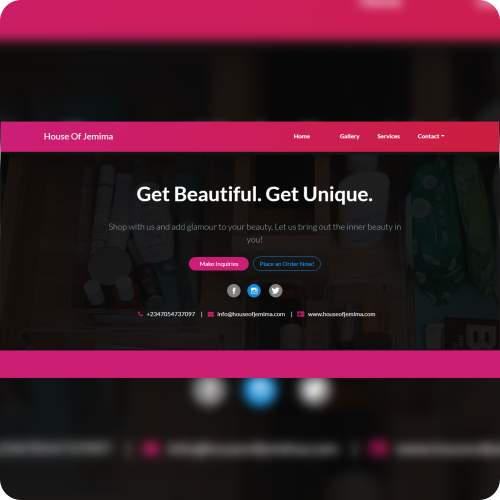 House Of Jemima
Home Gallery Services Contact
Get Beautiful. Get Unique.
Shop with us and add glamour to your beauty. Let us bring out the inner beauty in
you!
Make Inquiries Place an Order Now!
+2347054737097 | info@houseofjemima.com | www.houseofjemima.com